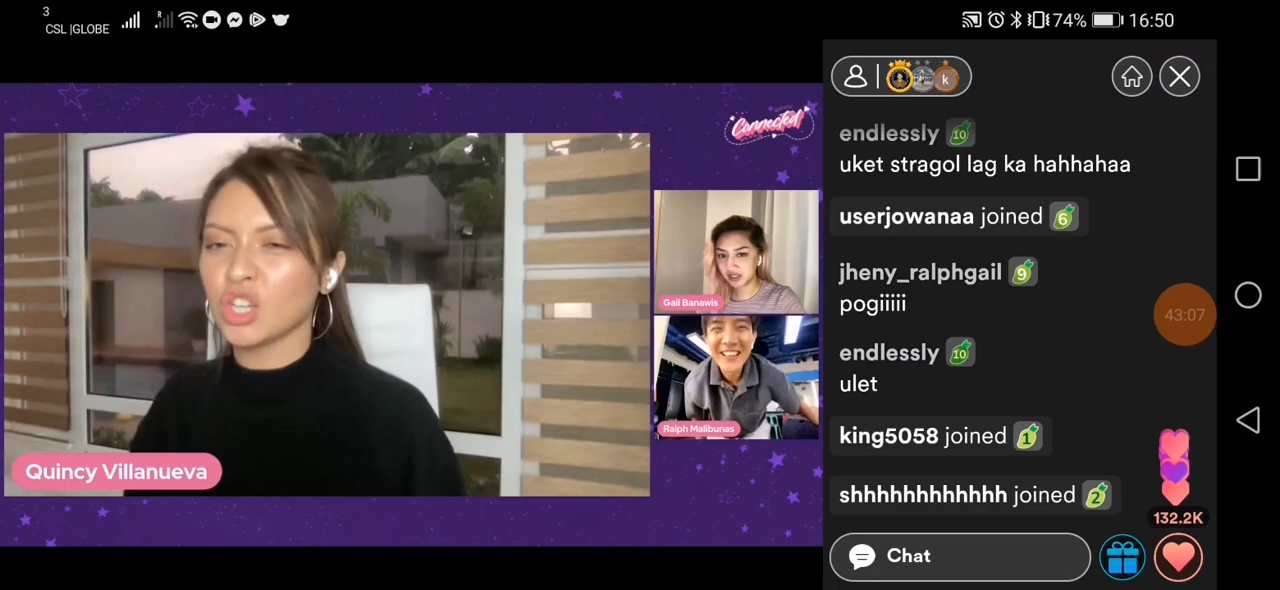 3
CSL |GLOBE
R
74%
16:50
Connected
k
endlessly 10
uket stragol lag ka hahhahaa
userjowanaa joined 6
jheny_ralphgail 9
pogiiiii
43:07
endlessly 10
ulet
king5058 joined 1
shhhhhhhhhhhh joined 2
132.2K
Chat
Gail Banawis
Ralph Malibunas
Quincy Villanueva